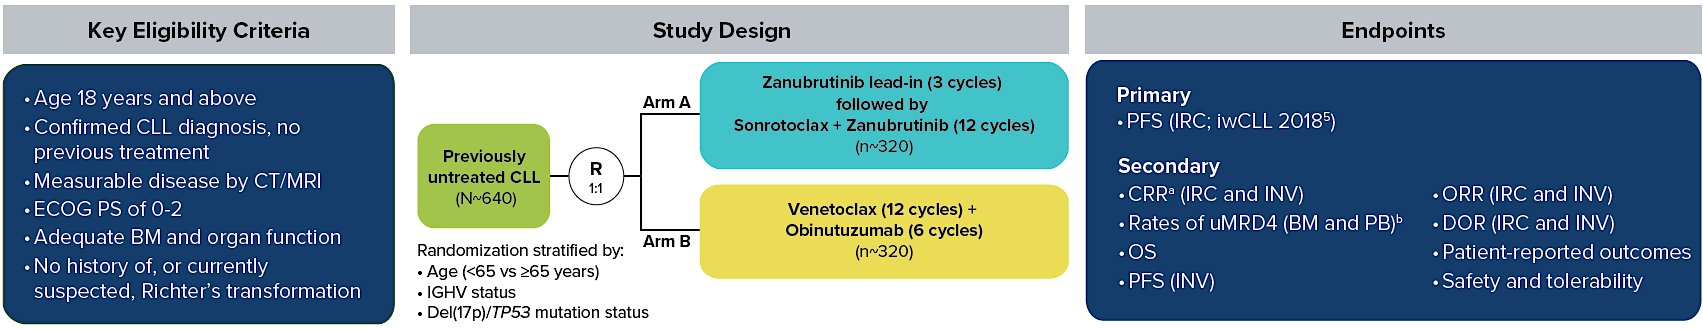 Key Eligibility Criteria
• Age 18 years and above
• Confirmed CLL diagnosis, no
previous treatment
• Measurable disease by CT/MRI
• ECOG PS of 0-2
• Adequate BM and organ function
• No history of, or currently
suspected, Richter’s transformation
Study Design
Previously
untreated CLL
(N~640)
R
1:1
Arm A
Zanubrutinib lead-in (3 cycles)
followed by
Sonrotoclax + Zanubrutinib (12 cycles)
(n~320)
Arm B
Venetoclax (12 cycles) +
Obinutuzumab (6 cycles)
(n~320)
Randomization stratified by:
• Age (<65 vs ≥65 years)
• IGHV status
• Del(17p)/TP53 mutation status
Endpoints
Primary
• PFS (IRC; iwCLL 2018⁵)
Secondary
• CRRᵃ (IRC and INV)
• Rates of uMRD4 (BM and PB)ᵇ
• OS
• PFS (INV)
• ORR (IRC and INV)
• DOR (IRC and INV)
• Patient-reported outcomes
• Safety and tolerability